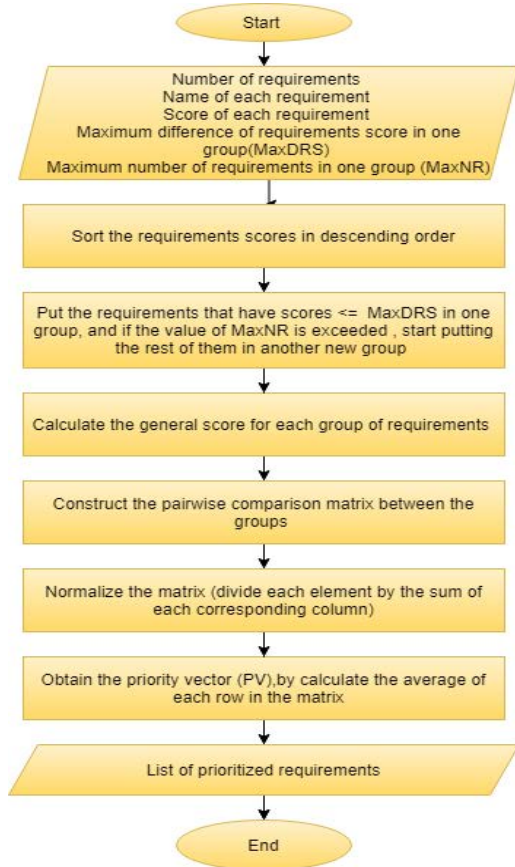 Start
Number of requirements
Name of each requirement
Score of each requirement
Maximum difference of requirements score in one
group(MaxDRS)
Maximum number of requirements in one group (MaxNR)
Sort the requirements scores in descending order
Put the requirements that have scores <= MaxDRS in one
group, and if the value of MaxNR is exceeded , start putting
the rest of them in another new group
Calculate the general score for each group of requirements
Construct the pairwise comparison matrix between the
groups
Normalize the matrix (divide each element by the sum of
each corresponding column)
Obtain the priority vector (PV),by calculate the average of
each row in the matrix
List of prioritized requirements
End